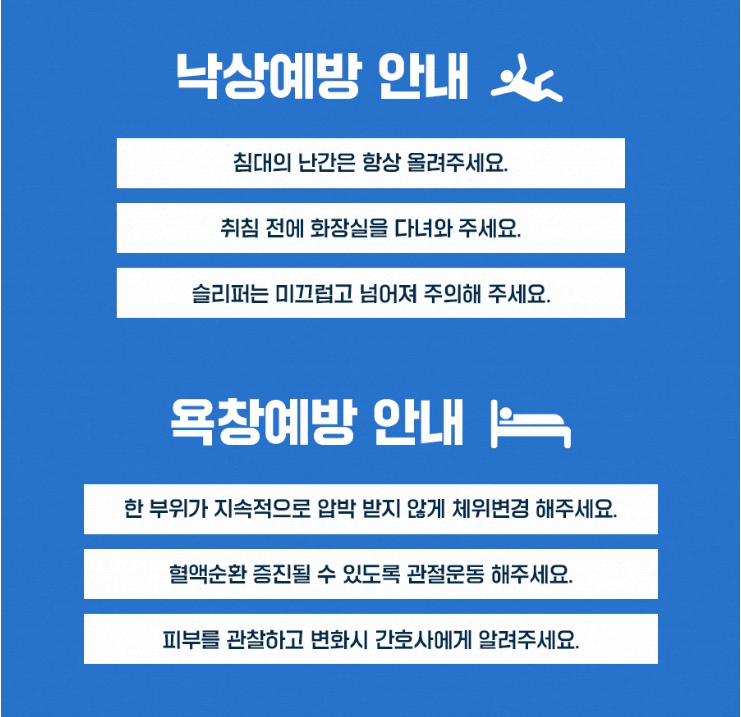 낙상예방 안내
침대의 난간은 항상 올려주세요.
취침 전에 화장실을 다녀와 주세요.
슬리퍼는 미끄럽고 넘어져 주의해 주세요.
욕창예방 안내
한 부위가 지속적으로 압박 받지 않게 체위변경 해주세요.
혈액순환 증진될 수 있도록 관절운동 해주세요.
피부를 관찰하고 변화시 간호사에게 알려주세요.